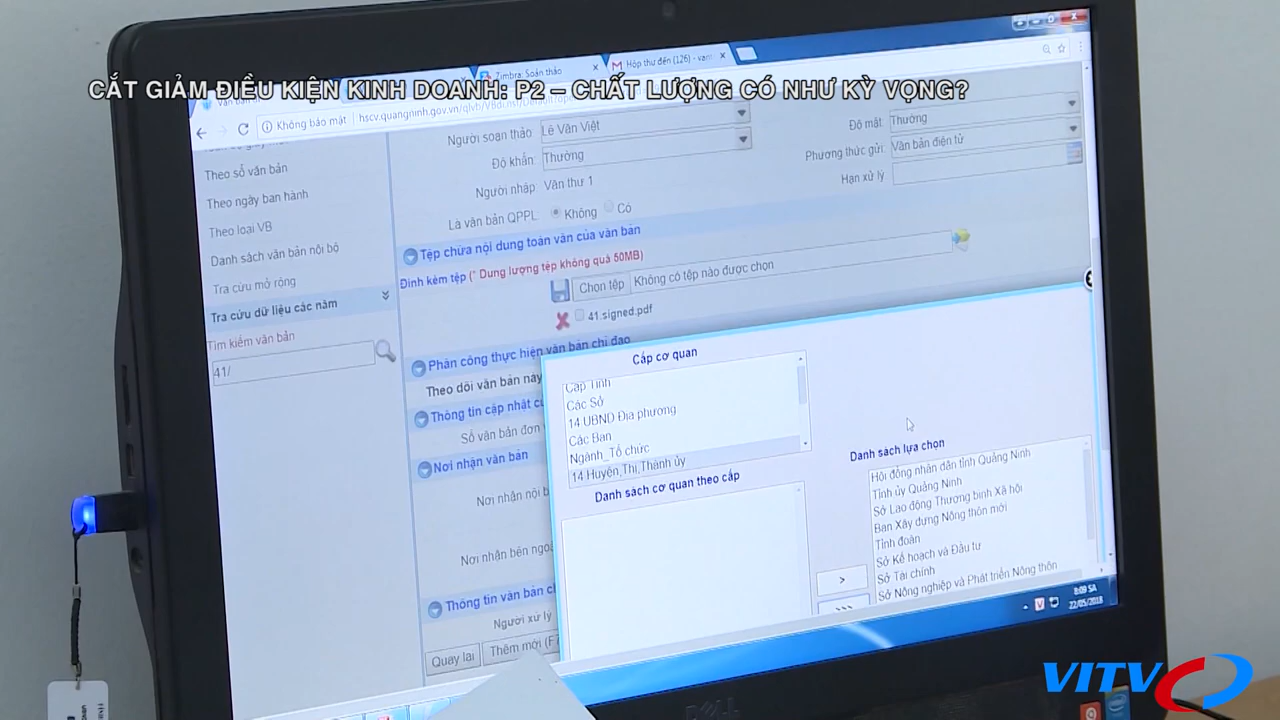 CẮT GIẢM ĐIỀU KIỆN KINH DOANH: P2 – CHẤT LƯỢNG CÓ NHƯ KỲ VỌNG?
Zimbra: Soạn thảo
Hộp thư đến (126) - vam
Không bảo mật | hscv.quangninh.gov.vn/qlvb/VBdi.nsf/Default?ope
Theo số văn bản
Theo ngày ban hành
Theo loại VB
Danh sách văn bản nội bộ
Tra cứu mở rộng
Tra cứu dữ liệu các năm
Tìm kiếm văn bản
41/
Người soạn thảo Lê Văn Việt
Độ khẩn: Thường
Người nhập: Văn thư 1
Là văn bản QPPL: Không Có
Độ mật: Thường
Phương thức gửi: Văn bản điện tử
Hạn xử lý
Tệp chứa nội dung toàn văn của văn bản
Đính kèm tệp (* Dung lượng tệp không quá 50MB)
Chọn tệp Không có tệp nào được chọn
41.signed.pdf
Phân công thực hiện văn bản chỉ đạo
Theo dõi văn bản này
Thông tin cập nhật
Số văn bản đơn
Nơi nhận văn bản
Nơi nhận nội b
Nơi nhận bên ngoà
Thông tin văn bản
Người xử lý
Quay lại Thêm mới (F7
Cấp cơ quan
Cấp Tỉnh
Các Sở
14 UBND Địa phương
Các Ban
Ngành_Tổ chức
14 Huyện,Thị,Thành ủy
Danh sách cơ quan theo cấp
>
>>>
Danh sách lựa chọn
Hội đồng nhân dân tỉnh Quảng Ninh
Tỉnh ủy Quảng Ninh
Sở Lao động Thương binh Xã hội
Ban Xây dựng Nông thôn mới
Tỉnh đoàn
Sở Kế hoạch và Đầu tư
Sở Tài chính
Sở Nông nghiệp và Phát triển Nông thôn
8:09 SA
22/05/2018
DELL
VITV